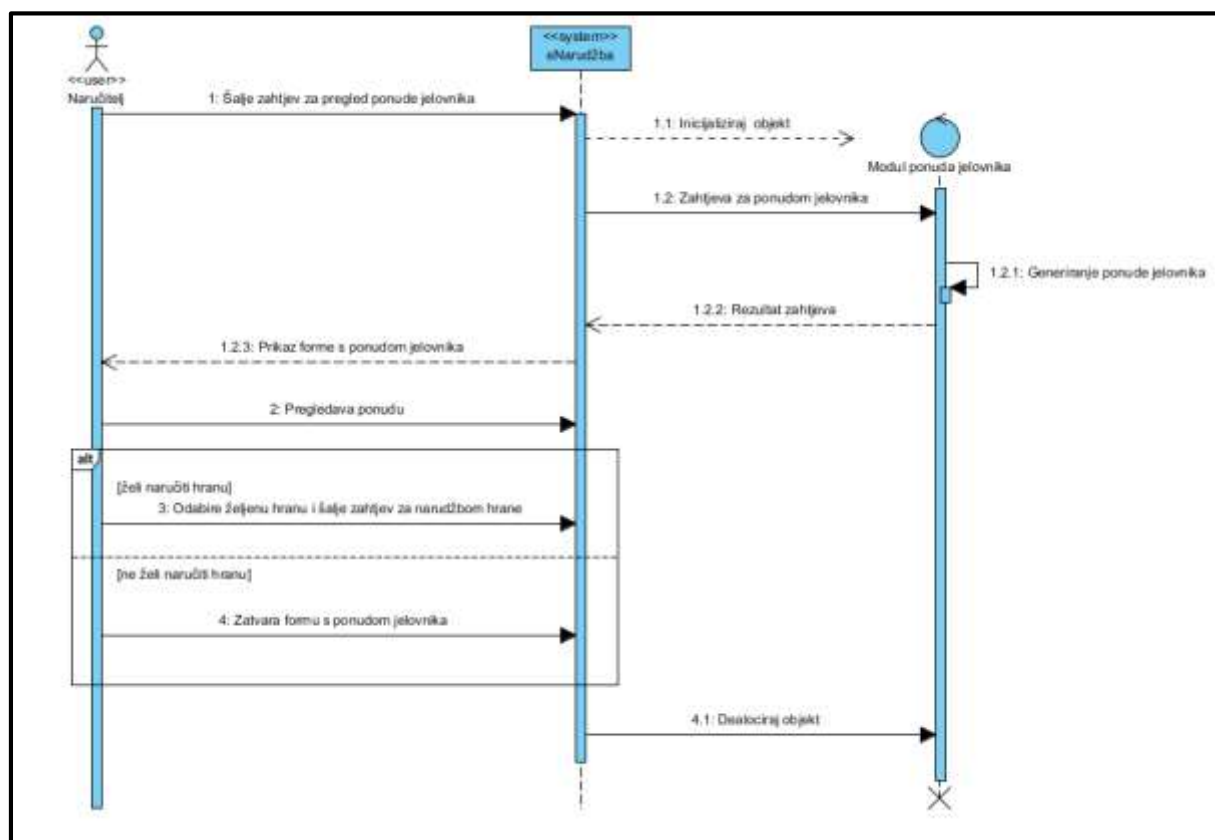 <<user>>
Naručitelj
<<system>>
eNarudžba
1: Šalje zahtjev za pregled ponude jelovnika
1.1: Inicijaliziraj objekt
Modul ponuda jelovnika
1.2: Zahtjeva za ponudom jelovnika
1.2.1: Generiranje ponude jelovnika
1.2.2: Rezultat zahtjeva
1.2.3: Prikaz forme s ponudom jelovnika
2: Pregledava ponudu
alt
[želi naručiti hranu]
3: Odabire željenu hranu i šalje zahtjev za narudžbom hrane
[ne želi naručiti hranu]
4: Zatvara formu s ponudom jelovnika
4.1: Dealociraj objekt